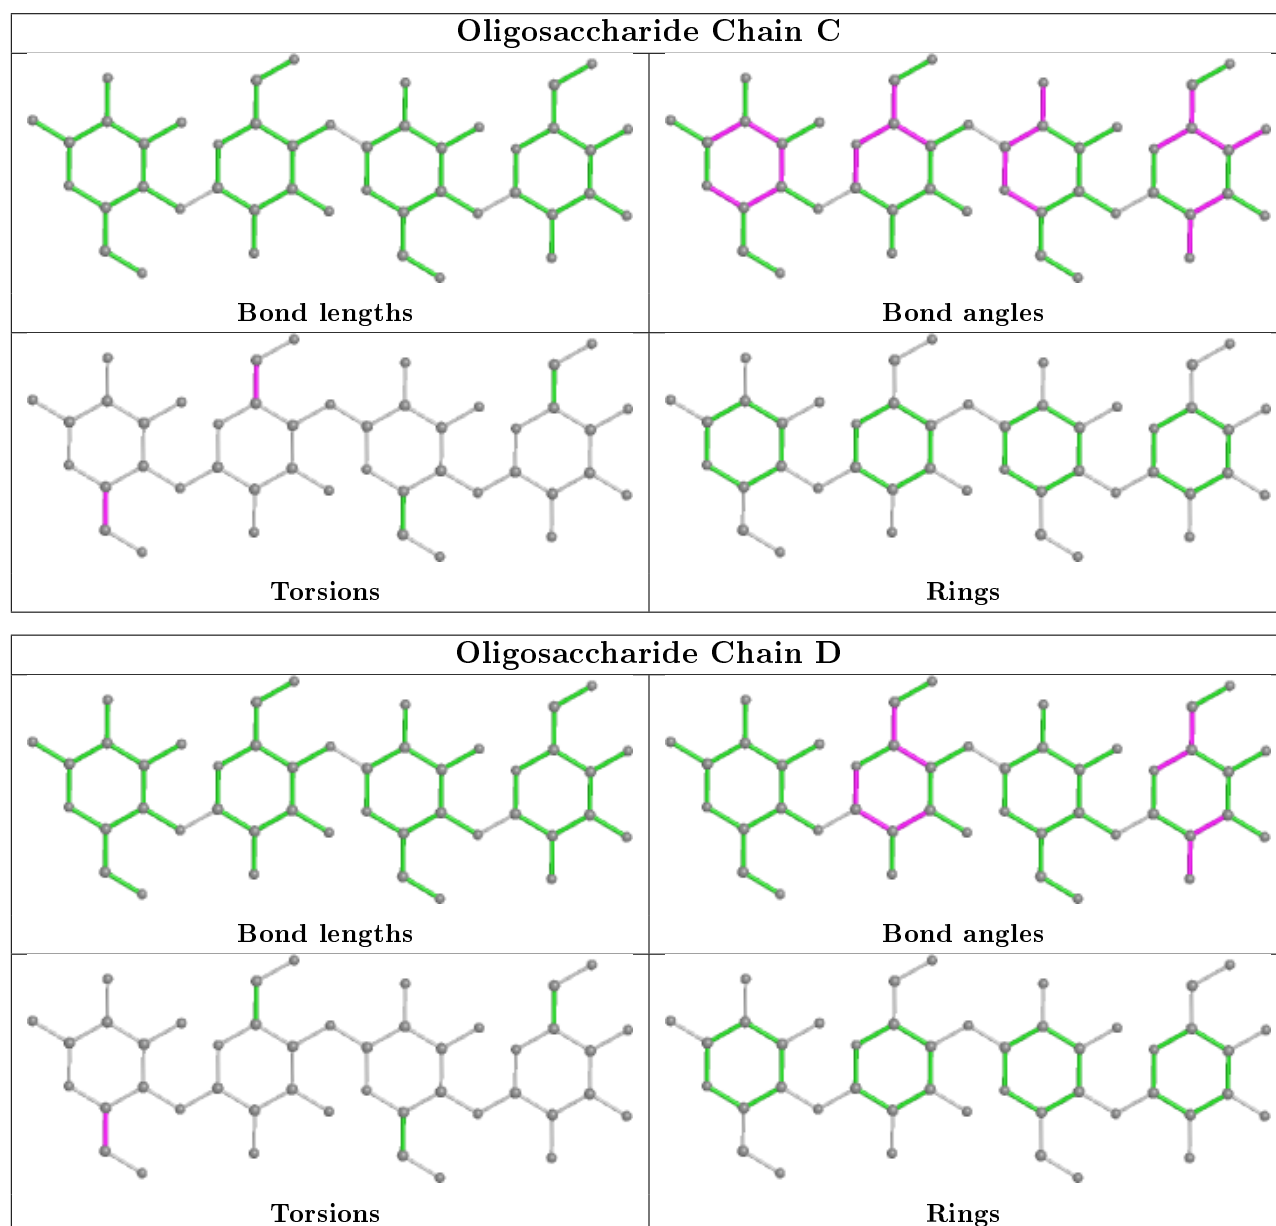 Oligosaccharide Chain C
Bond lengths
Bond angles
Torsions
Rings
Oligosaccharide Chain D
Bond lengths
Bond angles
Torsions
Rings